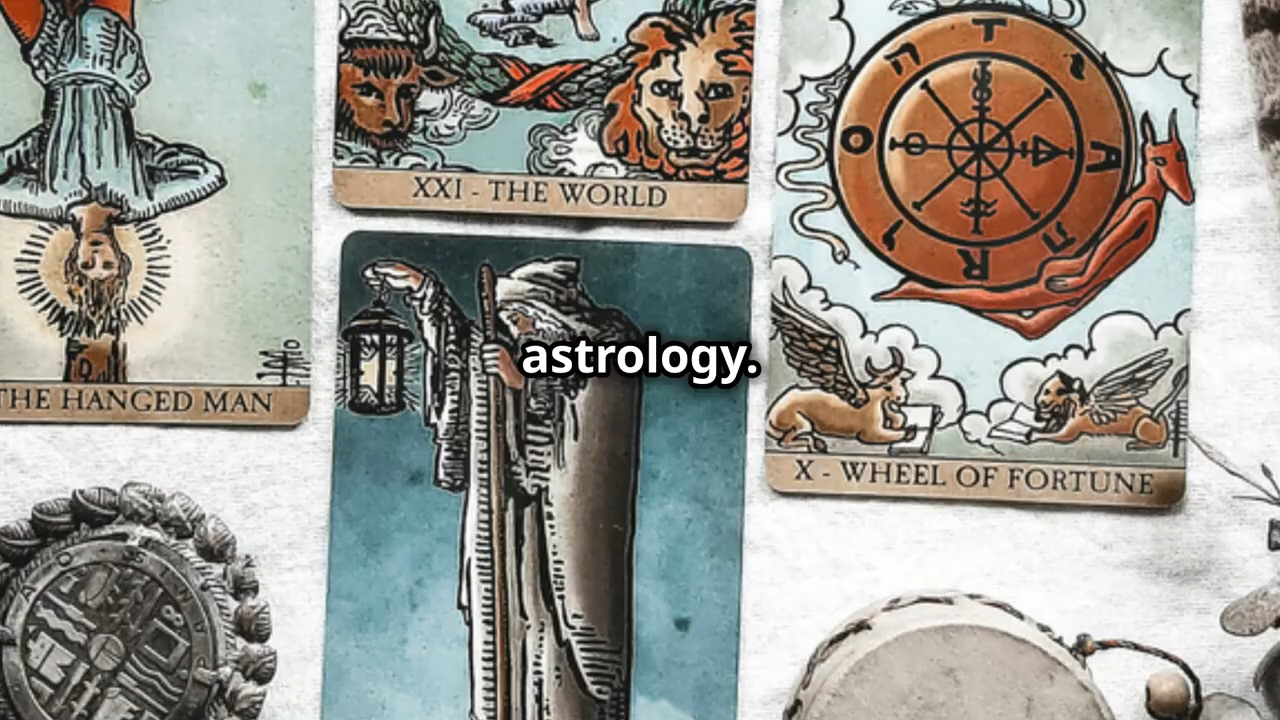 XXI - THE WORLD
astrology.
THE HANGED MAN
X - WHEEL OF FORTUNE
T
A
R
O